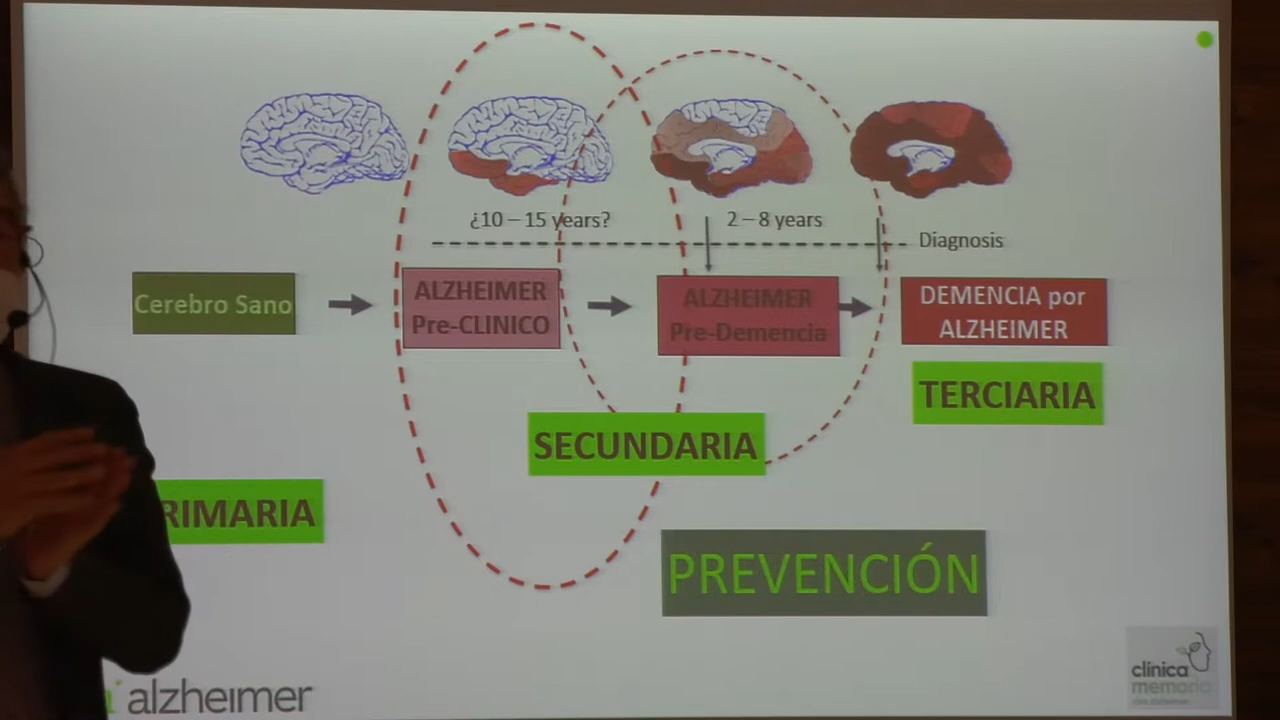 ¿10 – 15 years?
2 – 8 years
Diagnosis
Cerebro Sano
ALZHEIMER
Pre-CLINICO
ALZHEIMER
Pre-Demencia
DEMENCIA por
ALZHEIMER
TERCIARIA
SECUNDARIA
RIMARIA
PREVENCIÓN
alzheimer
clínica
memoria